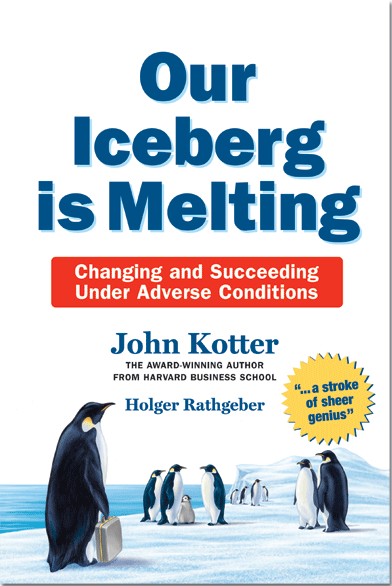 Our
Iceberg
is Melting
Changing and Succeeding
Under Adverse Conditions
John Kotter
THE AWARD-WINNING AUTHOR
FROM HARVARD BUSINESS SCHOOL
Holger Rathgeber
“...a stroke
of sheer
genius”